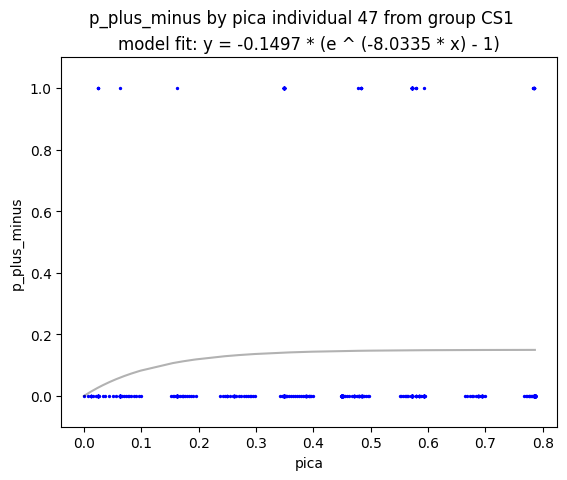 p_plus_minus by pica individual 47 from group CS1
model fit: y = -0.1497 * (e ^ (-8.0335 * x) - 1)
1.0
0.8
0.6
0.4
0.2
0.0
p_plus_minus
0.0 0.1 0.2 0.3 0.4 0.5 0.6 0.7 0.8
pica